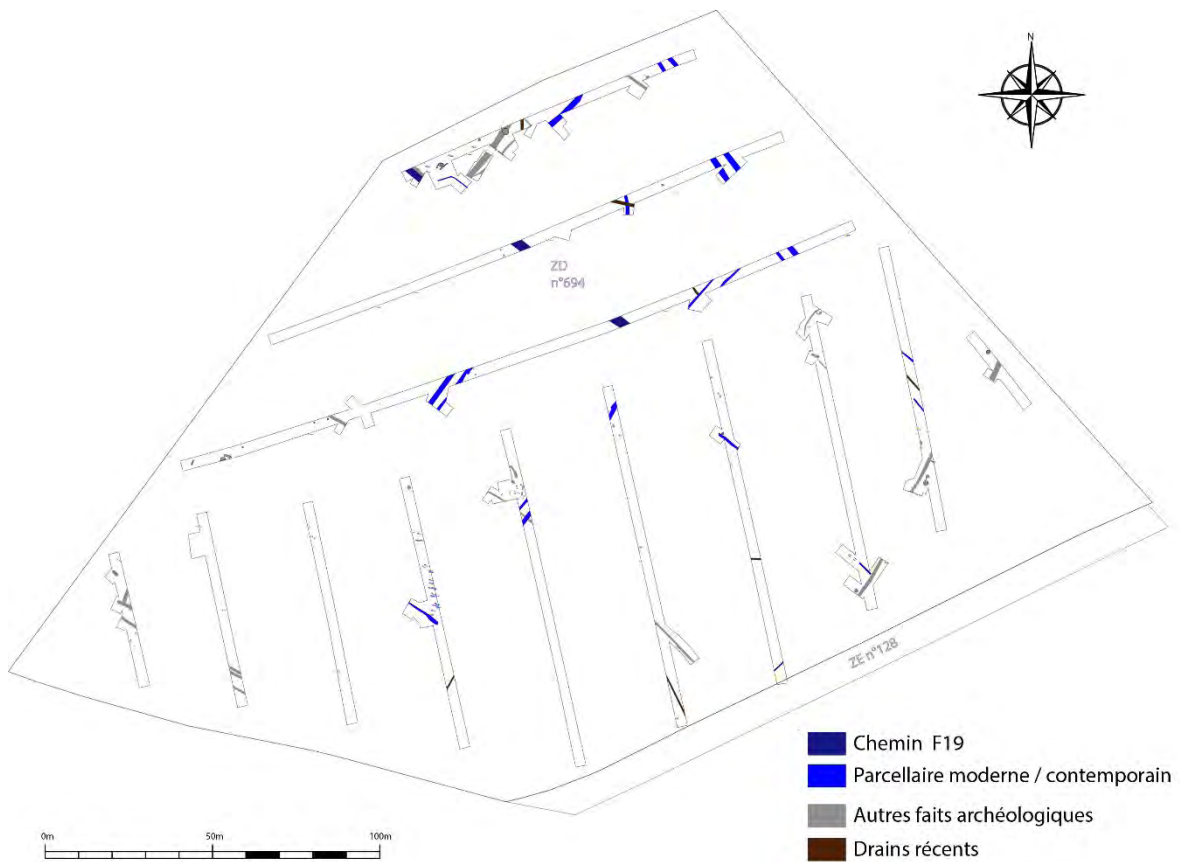 N
ZD
n°694
ZE n°128
Chemin F19
Parcellaire moderne / contemporain
Autres faits archéologiques
Drains récents
0m 50m 100m